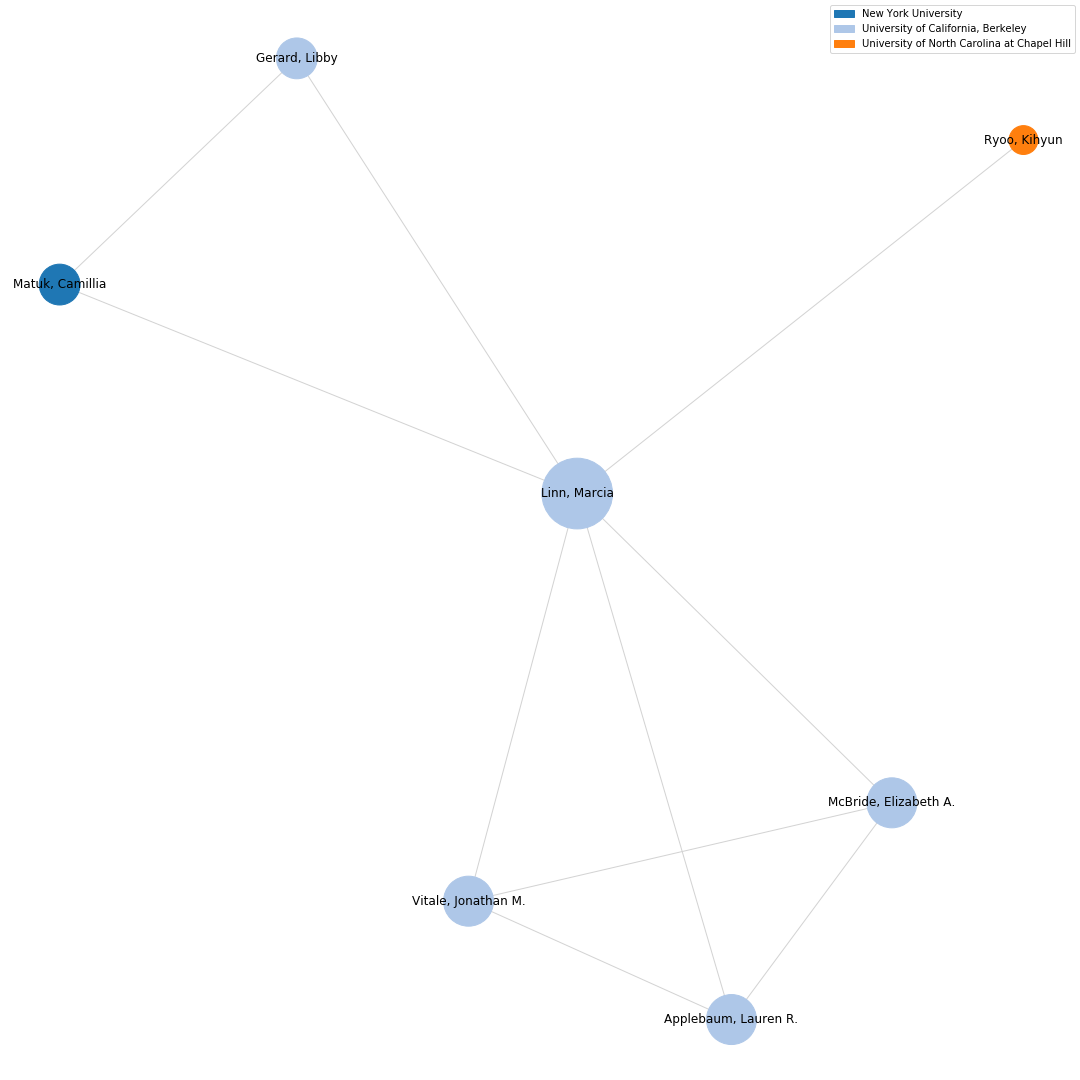 New York University
University of California, Berkeley
University of North Carolina at Chapel Hill
Gerard, Libby
Ryoo, Kihyun
Matuk, Camillia
Linn, Marcia
McBride, Elizabeth A.
Vitale, Jonathan M.
Applebaum, Lauren R.